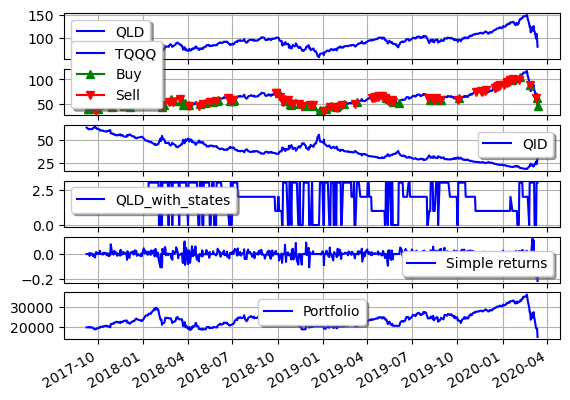 150
QLD
100
TQQQ
Buy
100
Sell
50
50
QID
25
2.5
QLD_with_states
0.0
0.0
Simple returns
−0.2
30000
Portfolio
20000
2017-10
2018-01
2018-04
2018-07
2018-10
2019-01
2019-04
2019-07
2019-10
2020-01
2020-04